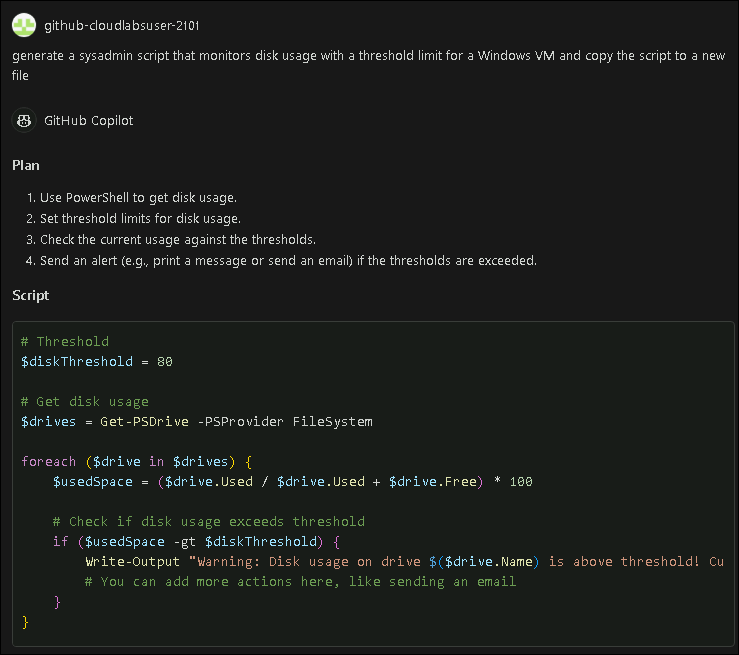 github-cloudlabsuser-2101
generate a sysadmin script that monitors disk usage with a threshold limit for a Windows VM and copy the script to a new
file
GitHub Copilot
Plan
1. Use PowerShell to get disk usage.
2. Set threshold limits for disk usage.
3. Check the current usage against the thresholds.
4. Send an alert (e.g., print a message or send an email) if the thresholds are exceeded.
Script
# Threshold
$diskThreshold = 80
# Get disk usage
$drives = Get-PSDrive -PSProvider FileSystem
foreach ($drive in $drives) {
    $usedSpace = ($drive.Used / $drive.Used + $drive.Free) * 100
    # Check if disk usage exceeds threshold
    if ($usedSpace -gt $diskThreshold) {
        Write-Output "Warning: Disk usage on drive $($drive.Name) is above threshold! Cu
        # You can add more actions here, like sending an email
    }
}